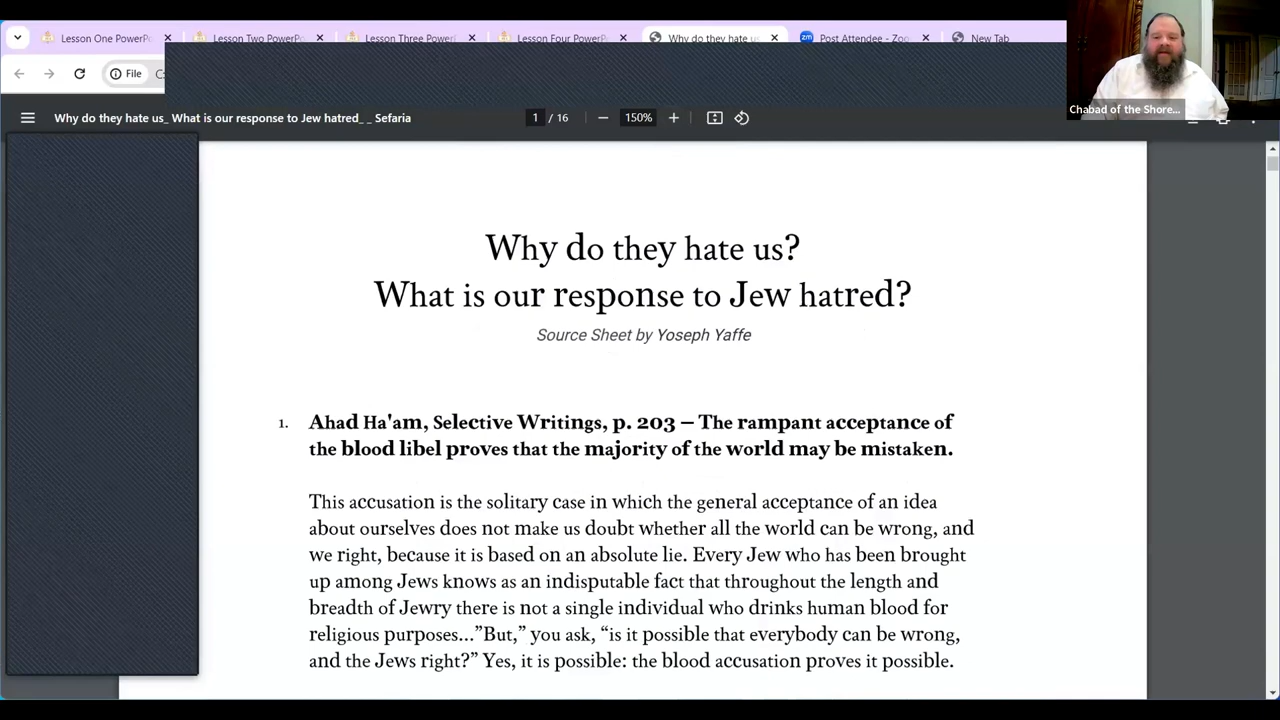 Lesson One PowerP
Lesson Two PowerPo
Lesson Three PowerP
Lesson Four PowerPo
Why do they hate us_
Post Attendee - Zoo
New Tab
File
Chabad of the Shore...
Why do they hate us_ What is our response to Jew hatred_ _ Sefaria
1 / 16
150%
Why do they hate us?
What is our response to Jew hatred?
Source Sheet by Yoseph Yaffe
1. Ahad Ha'am, Selective Writings, p. 203 – The rampant acceptance of
the blood libel proves that the majority of the world may be mistaken.
This accusation is the solitary case in which the general acceptance of an idea
about ourselves does not make us doubt whether all the world can be wrong, and
we right, because it is based on an absolute lie. Every Jew who has been brought
up among Jews knows as an indisputable fact that throughout the length and
breadth of Jewry there is not a single individual who drinks human blood for
religious purposes...”But,” you ask, “is it possible that everybody can be wrong,
and the Jews right?” Yes, it is possible: the blood accusation proves it possible.